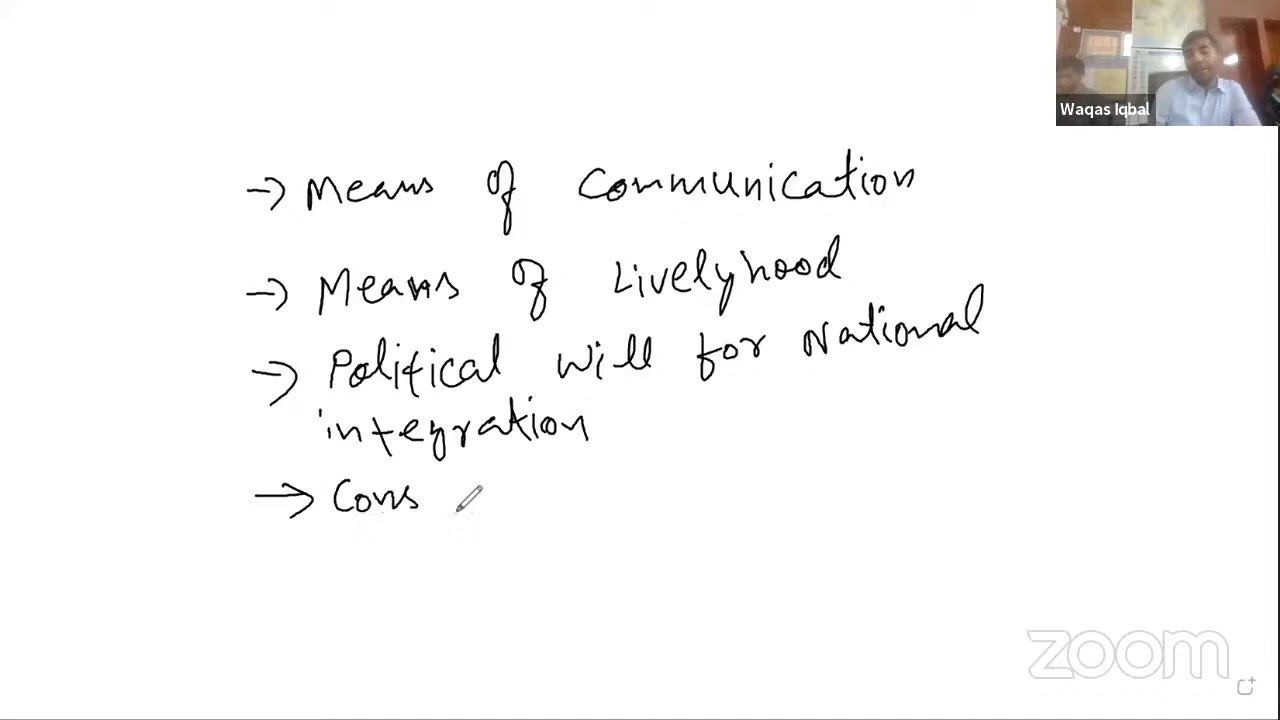 Waqas Iqbal
→ Means of Communication
→ Means of Livelyhood
→ Political Will for National
integration
→ Cons
zoom